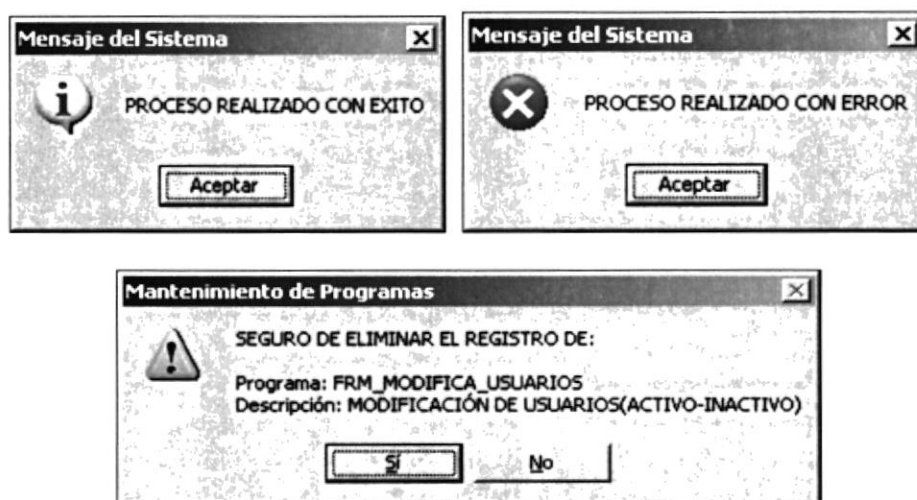 Mensaje del Sistema
PROCESO REALIZADO CON EXITO
Aceptar
Mensaje del Sistema
PROCESO REALIZADO CON ERROR
Aceptar
Mantenimiento de Programas
SEGURO DE ELIMINAR EL REGISTRO DE:
Programa: FRM_MODIFICA_USUARIOS
Descripción: MODIFICACIÓN DE USUARIOS(ACTIVO-INACTIVO)
Sí
No